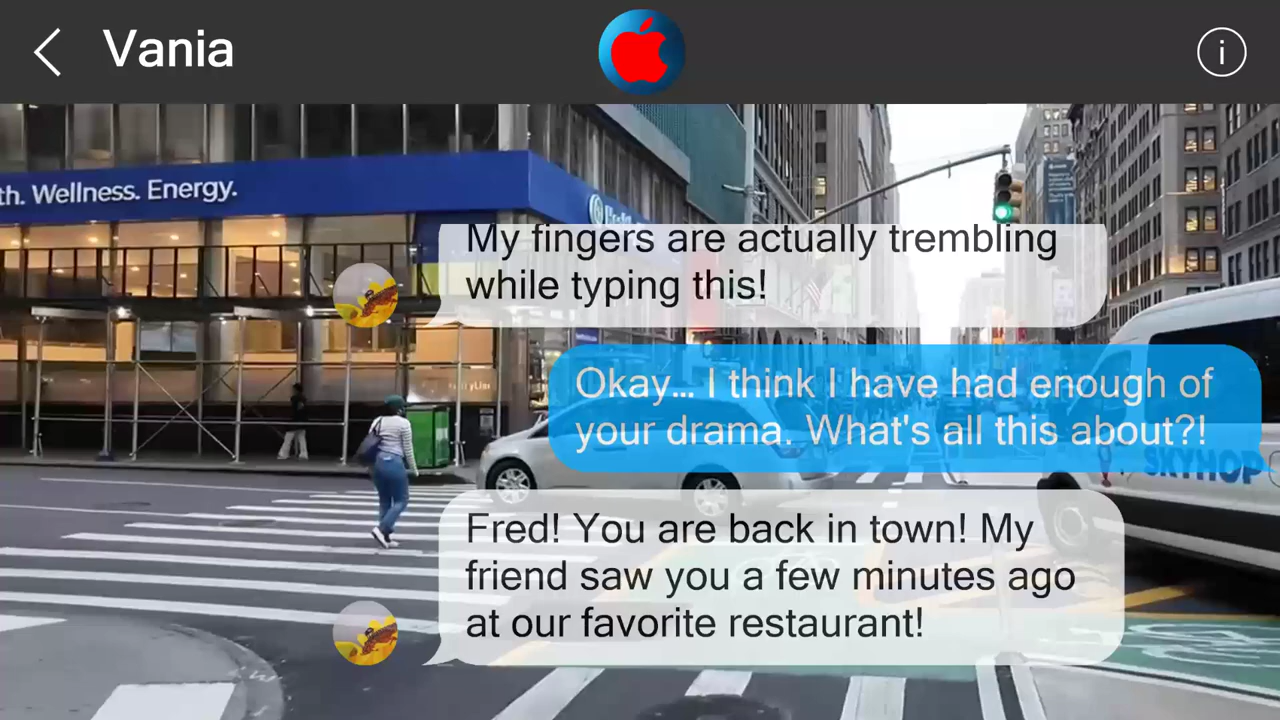 Vania
i
th. Wellness. Energy.
My fingers are actually trembling
while typing this!
Okay... I think I have had enough of
your drama. What's all this about?!
SKYHOP
Fred! You are back in town! My
friend saw you a few minutes ago
at our favorite restaurant!